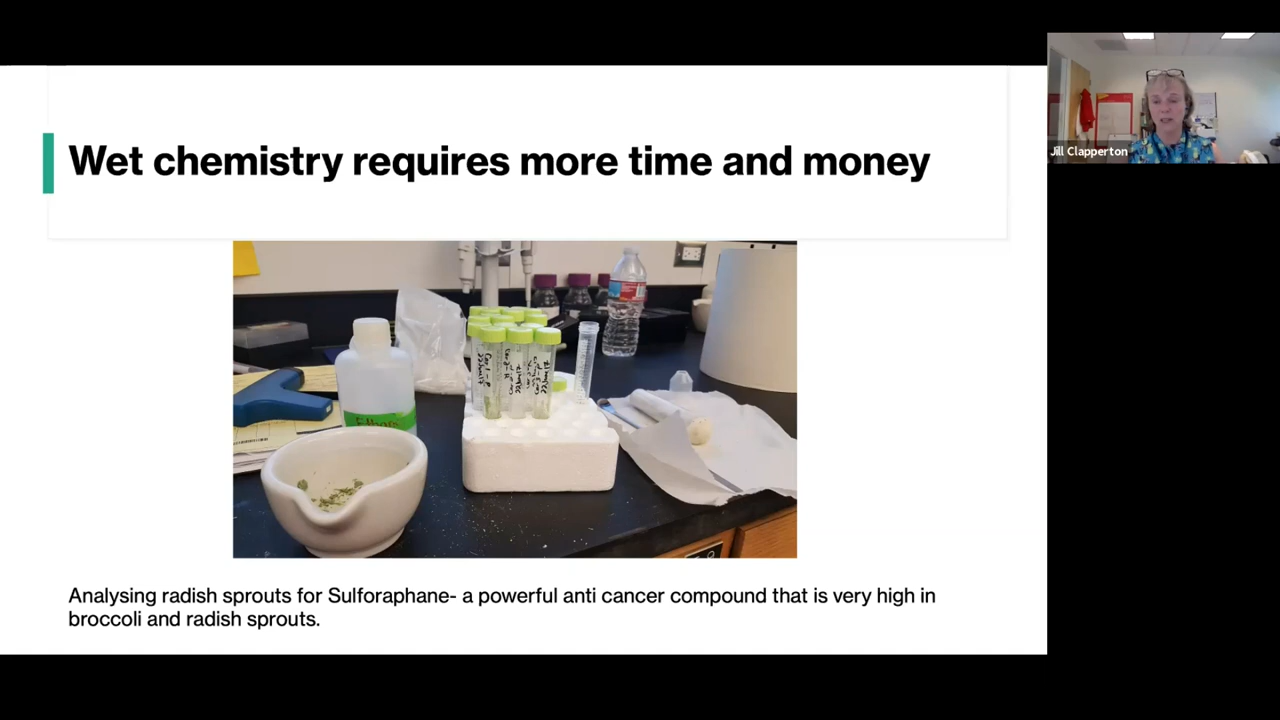 Wet chemistry requires more time and money
Jill Clapperton
Analysing radish sprouts for Sulforaphane- a powerful anti cancer compound that is very high in
broccoli and radish sprouts.